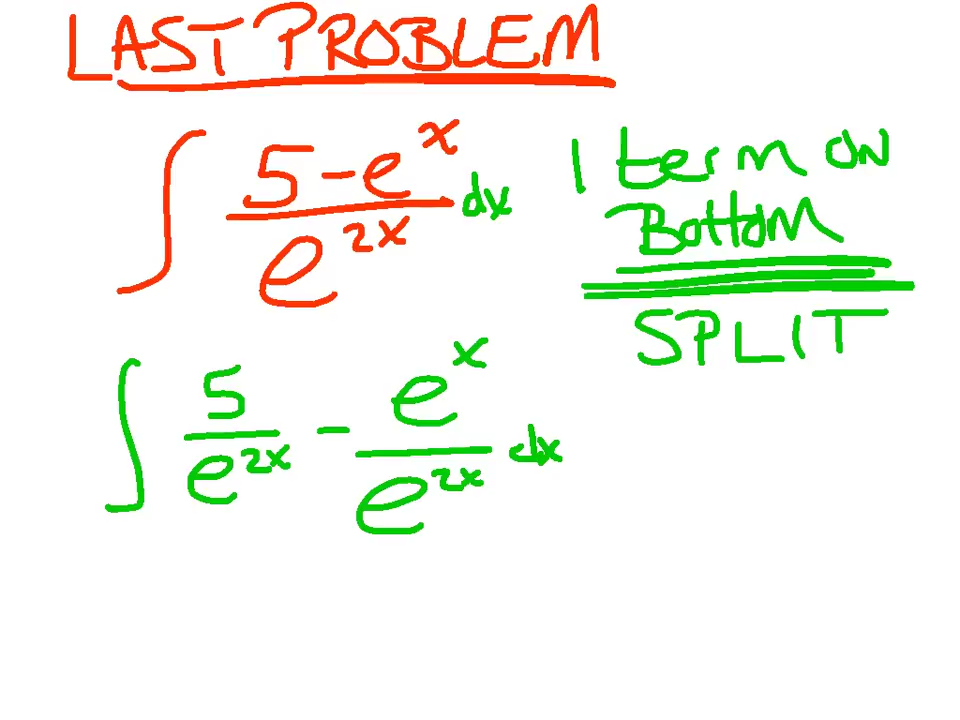 LAST PROBLEM
∫ (5 - e^x)/(e^(2x)) dx
1 term ON
Bottom
SPLIT
∫ 5/(e^(2x)) - (e^x)/(e^(2x)) dx